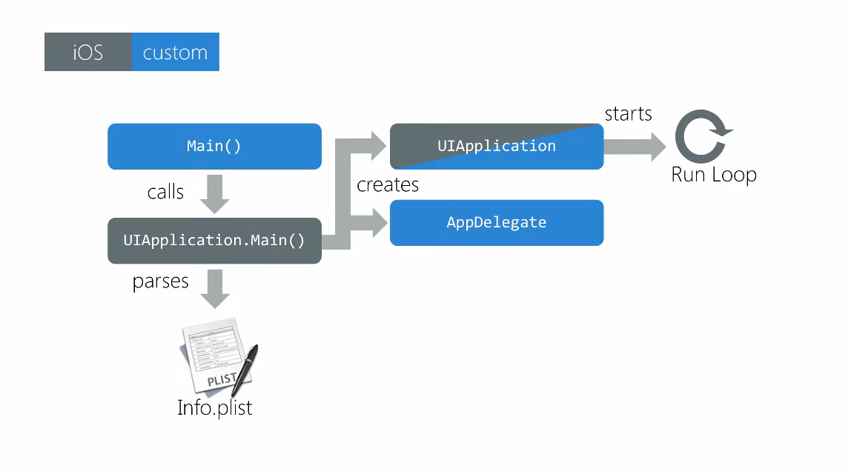 iOS custom
Main()
calls
UIApplication.Main()
parses
PLIST
Info.plist
creates
UIApplication
AppDelegate
starts
Run Loop